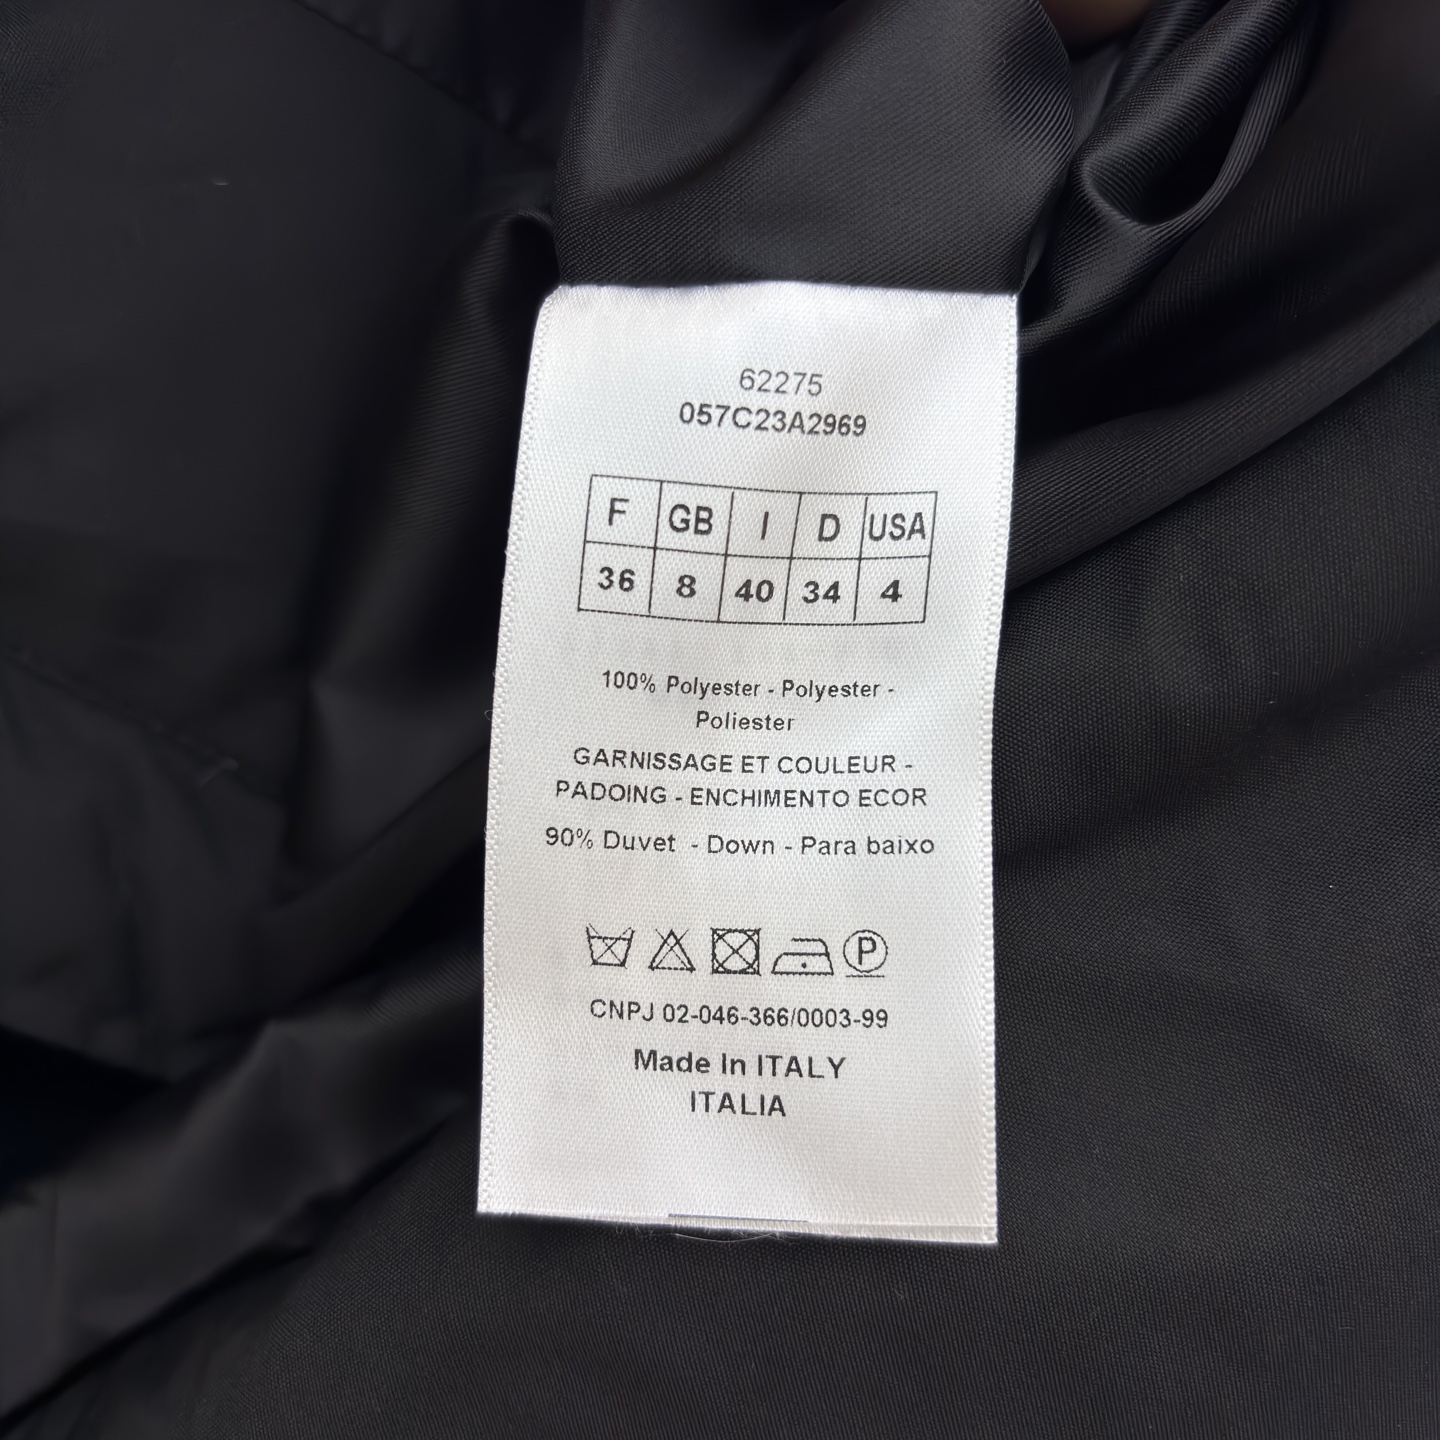 62275
057C23A2969
F GB I D USA
36 8 40 34 4
100% Polyester - Polyester -
Poliester
GARNISSAGE ET COULEUR -
PADOING - ENCHIMENTO ECOR
90% Duvet - Down - Para baixo
P
CNPJ 02-046-366/0003-99
Made In ITALY
ITALIA